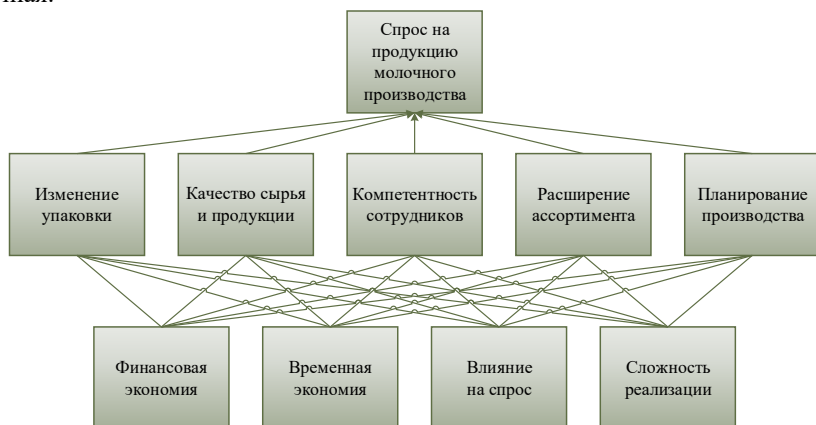 Спрос на
продукцию
молочного
производства
Изменение
упаковки
Качество сырья
и продукции
Компетентность
сотрудников
Расширение
ассортимента
Планирование
производства
Финансовая
экономия
Временная
экономия
Влияние
на спрос
Сложность
реализации